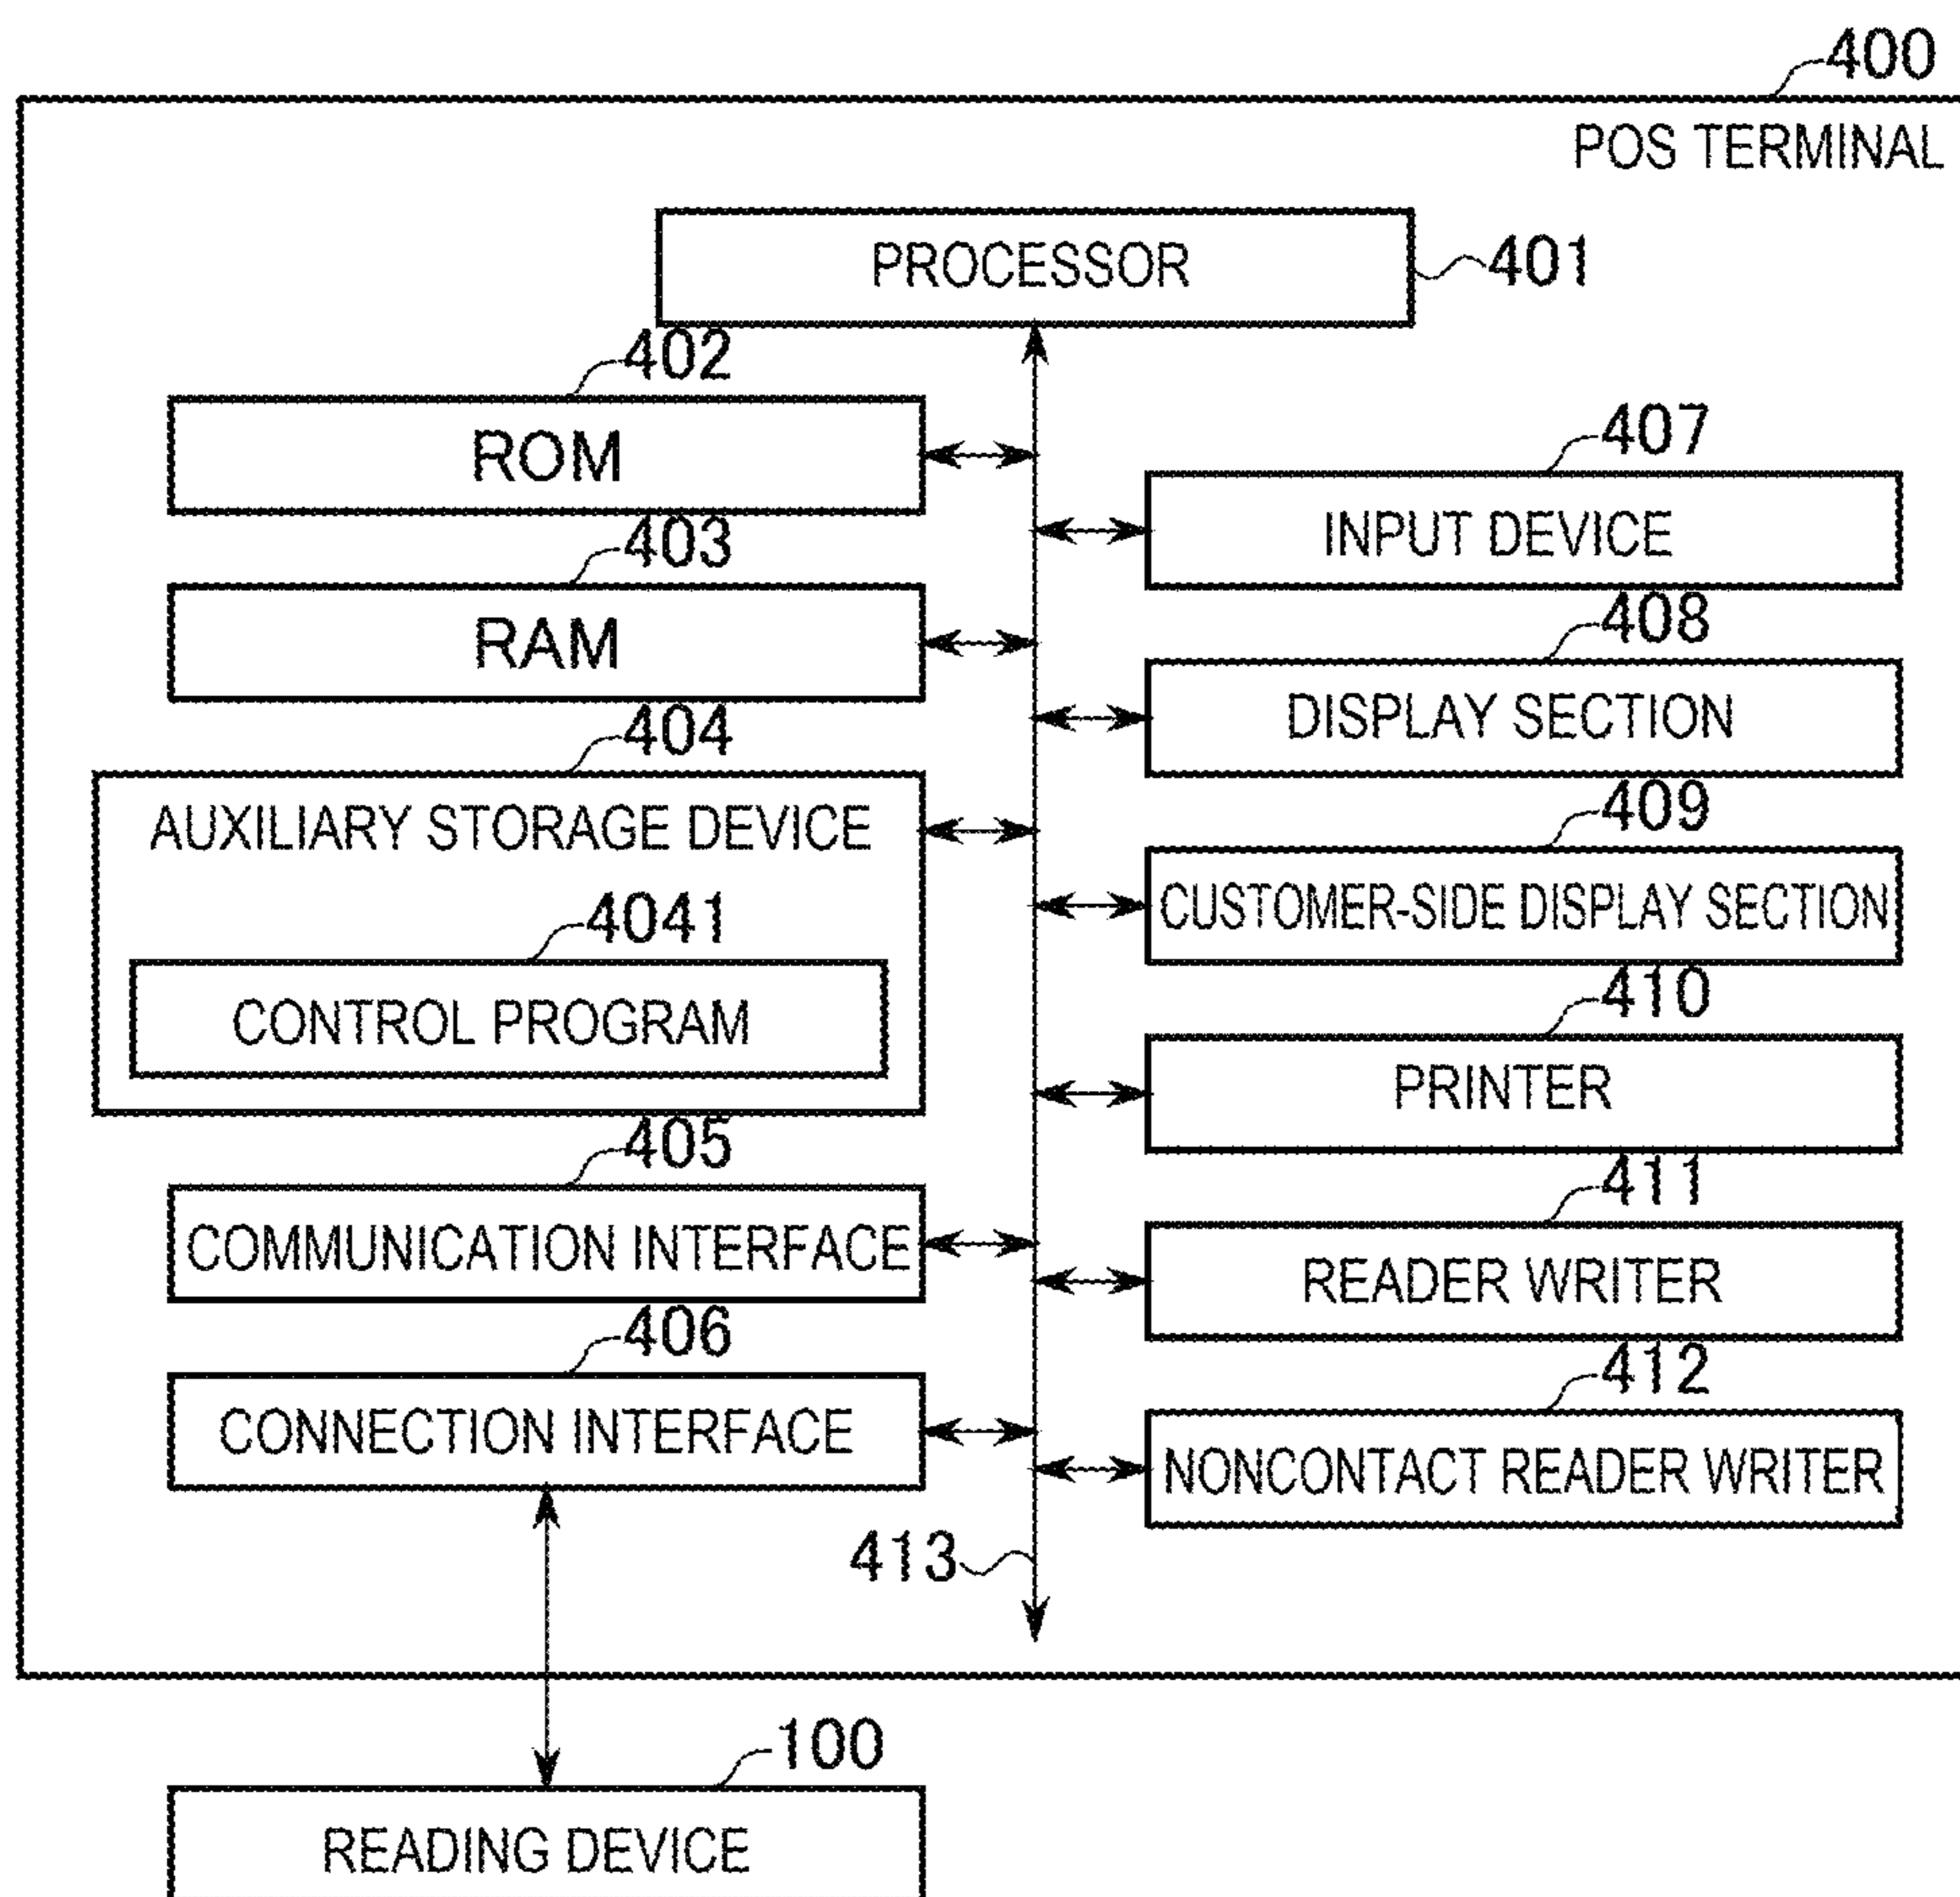 400
POS TERMINAL
PROCESSOR
401
402
ROM
403
RAM
404
AUXILIARY STORAGE DEVICE
4041
CONTROL PROGRAM
405
COMMUNICATION INTERFACE
406
CONNECTION INTERFACE
407
INPUT DEVICE
408
DISPLAY SECTION
409
CUSTOMER-SIDE DISPLAY SECTION
410
PRINTER
411
READER WRITER
412
NONCONTACT READER WRITER
413
100
READING DEVICE